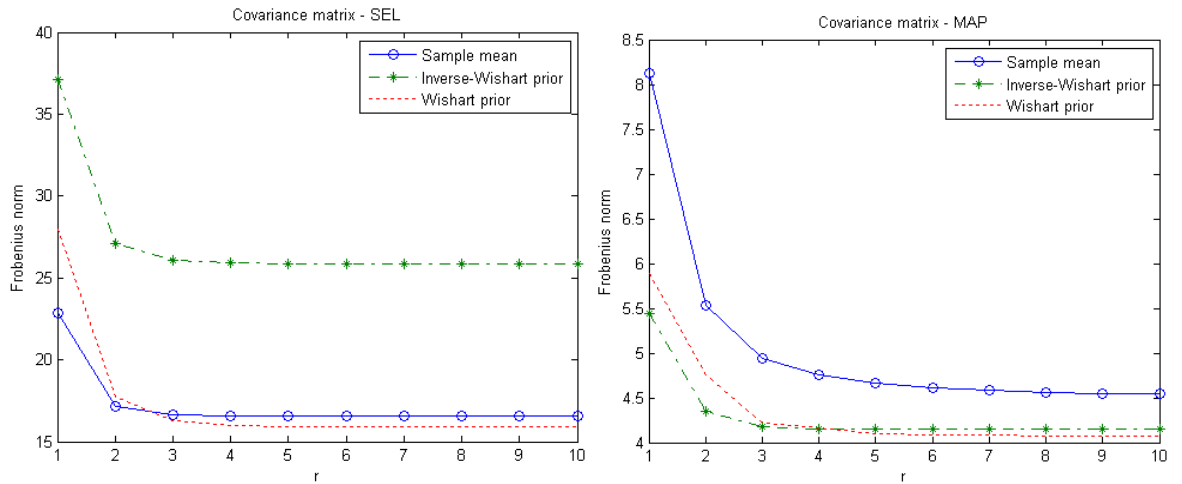 Covariance matrix - SEL
40
35
30
25
20
15
Frobenius norm
1 2 3 4 5 6 7 8 9 10
r
Sample mean
Inverse-Wishart prior
Wishart prior
Covariance matrix - MAP
8.5
8
7.5
7
6.5
6
5.5
5
4.5
4
Frobenius norm
1 2 3 4 5 6 7 8 9 10
r
Sample mean
Inverse-Wishart prior
Wishart prior